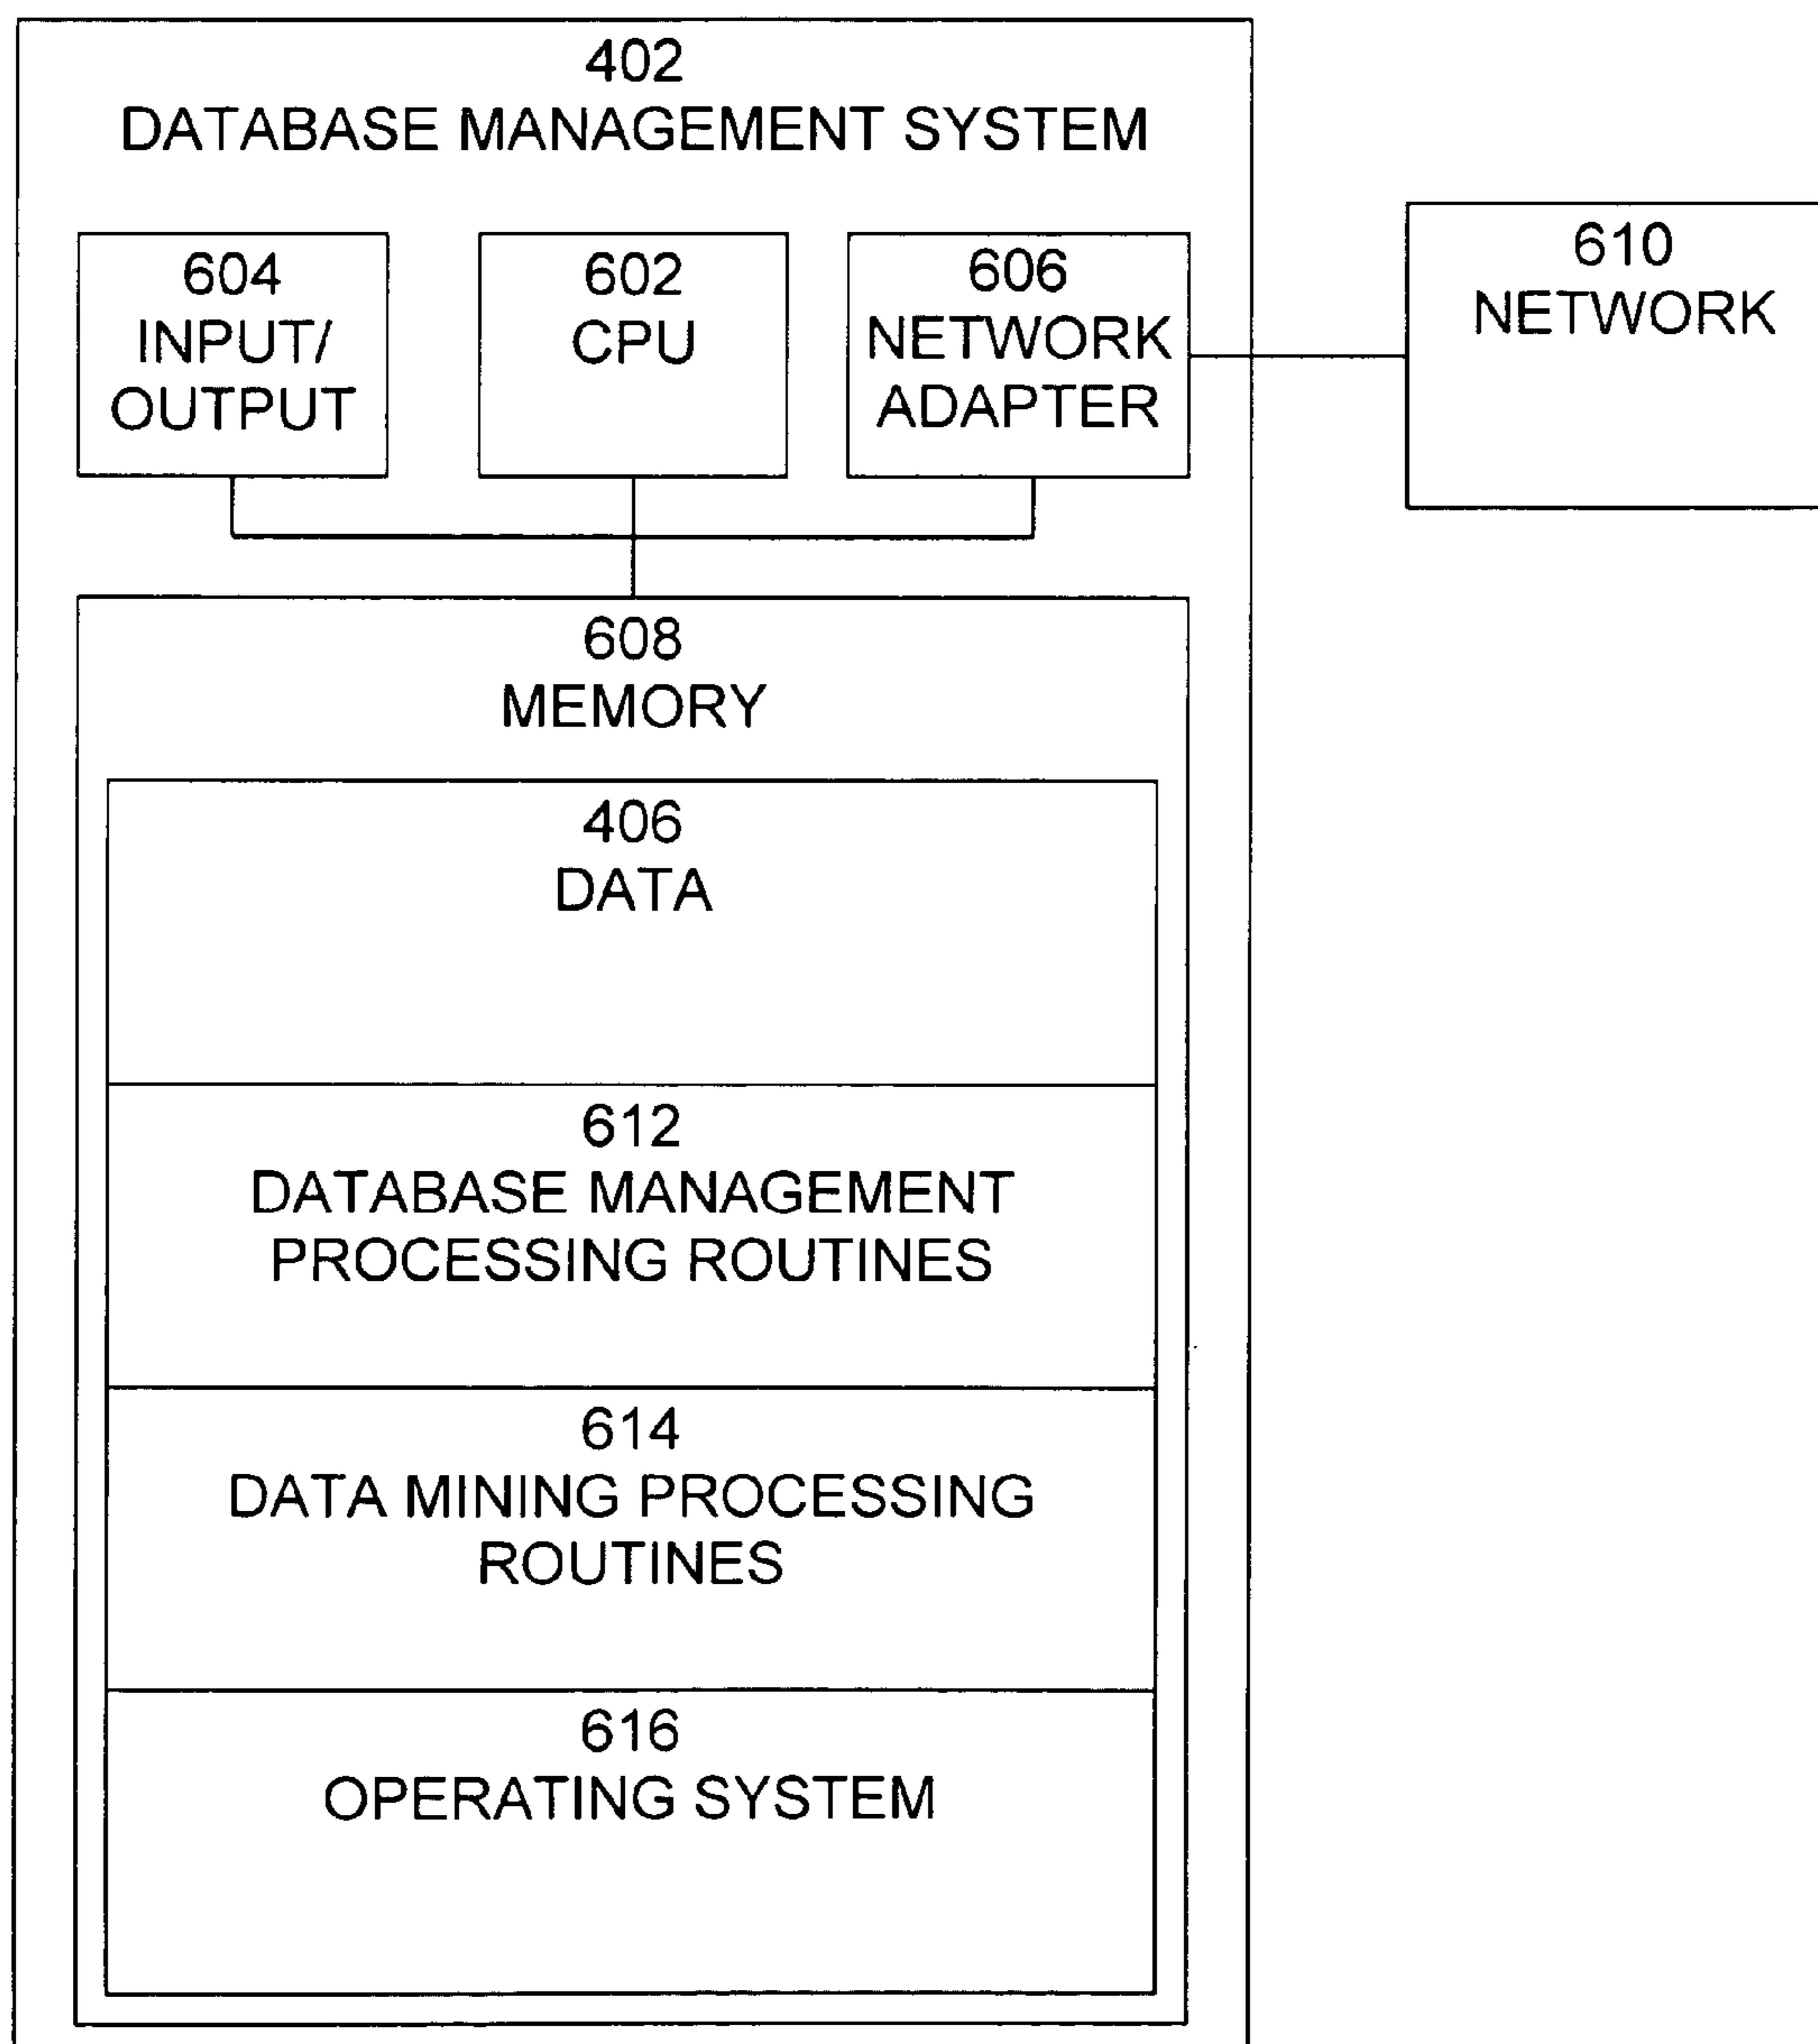 402
DATABASE MANAGEMENT SYSTEM
604
INPUT/
OUTPUT
602
CPU
606
NETWORK
ADAPTER
610
NETWORK
608
MEMORY
406
DATA
612
DATABASE MANAGEMENT
PROCESSING ROUTINES
614
DATA MINING PROCESSING
ROUTINES
616
OPERATING SYSTEM